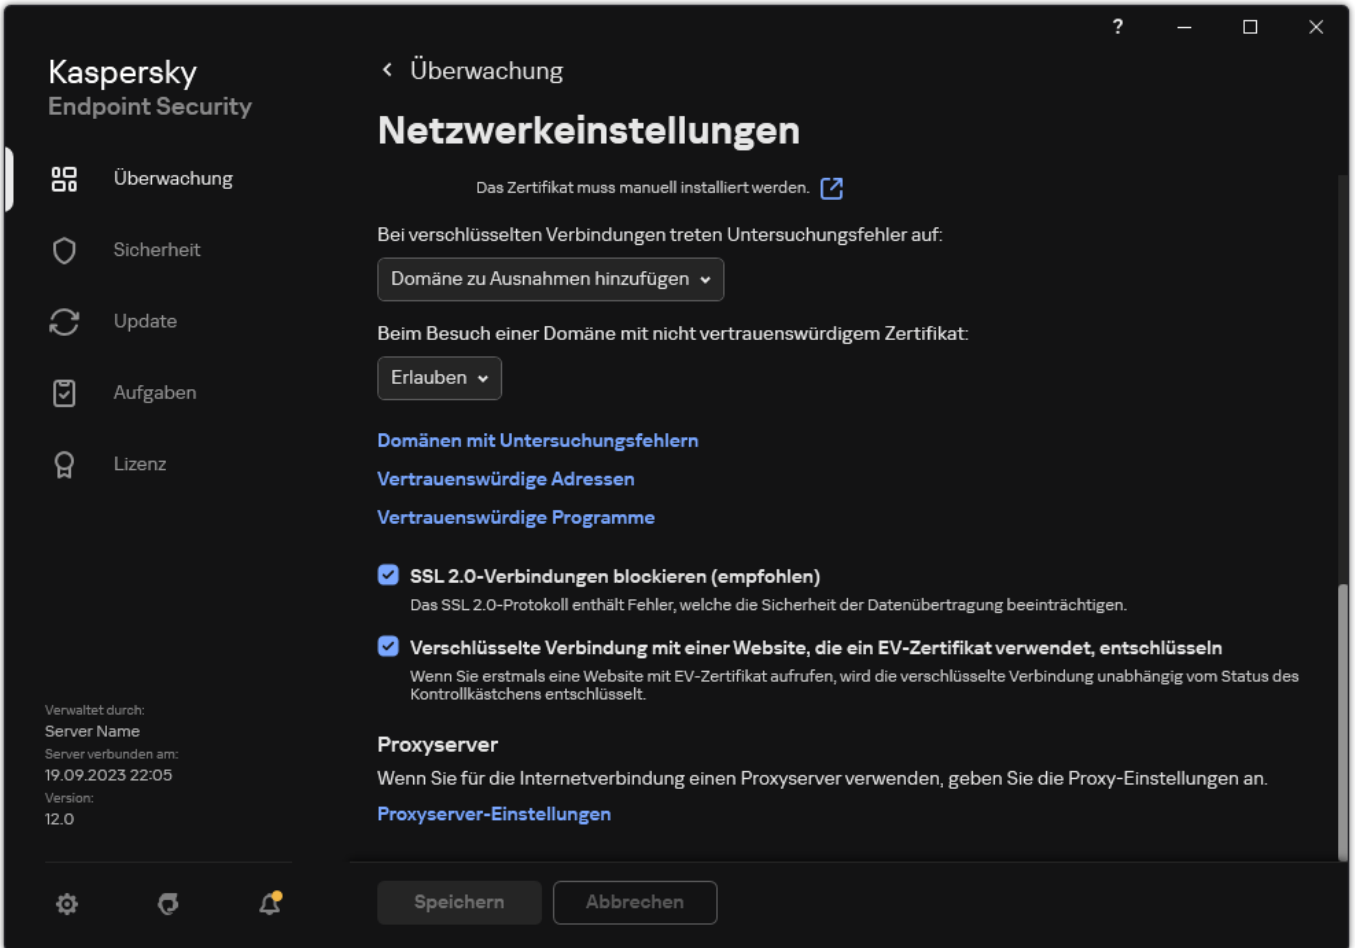 ?
Kaspersky
Endpoint Security
Überwachung
Sicherheit
Update
Aufgaben
Lizenz
Verwaltet durch:
Server Name
Server verbunden am:
19.09.2023 22:05
Version:
12.0
Überwachung
Netzwerkeinstellungen
Das Zertifikat muss manuell installiert werden.
Bei verschlüsselten Verbindungen treten Untersuchungsfehler auf:
Domäne zu Ausnahmen hinzufügen
Beim Besuch einer Domäne mit nicht vertrauenswürdigem Zertifikat:
Erlauben
Domänen mit Untersuchungsfehlern
Vertrauenswürdige Adressen
Vertrauenswürdige Programme
SSL 2.0-Verbindungen blockieren (empfohlen)
Das SSL 2.0-Protokoll enthält Fehler, welche die Sicherheit der Datenübertragung beeinträchtigen.
Verschlüsselte Verbindung mit einer Website, die ein EV-Zertifikat verwendet, entschlüsseln
Wenn Sie erstmals eine Website mit EV-Zertifikat aufrufen, wird die verschlüsselte Verbindung unabhängig vom Status des
Kontrollkästchens entschlüsselt.
Proxyserver
Wenn Sie für die Internetverbindung einen Proxyserver verwenden, geben Sie die Proxy-Einstellungen an.
Proxyserver-Einstellungen
Speichern
Abbrechen